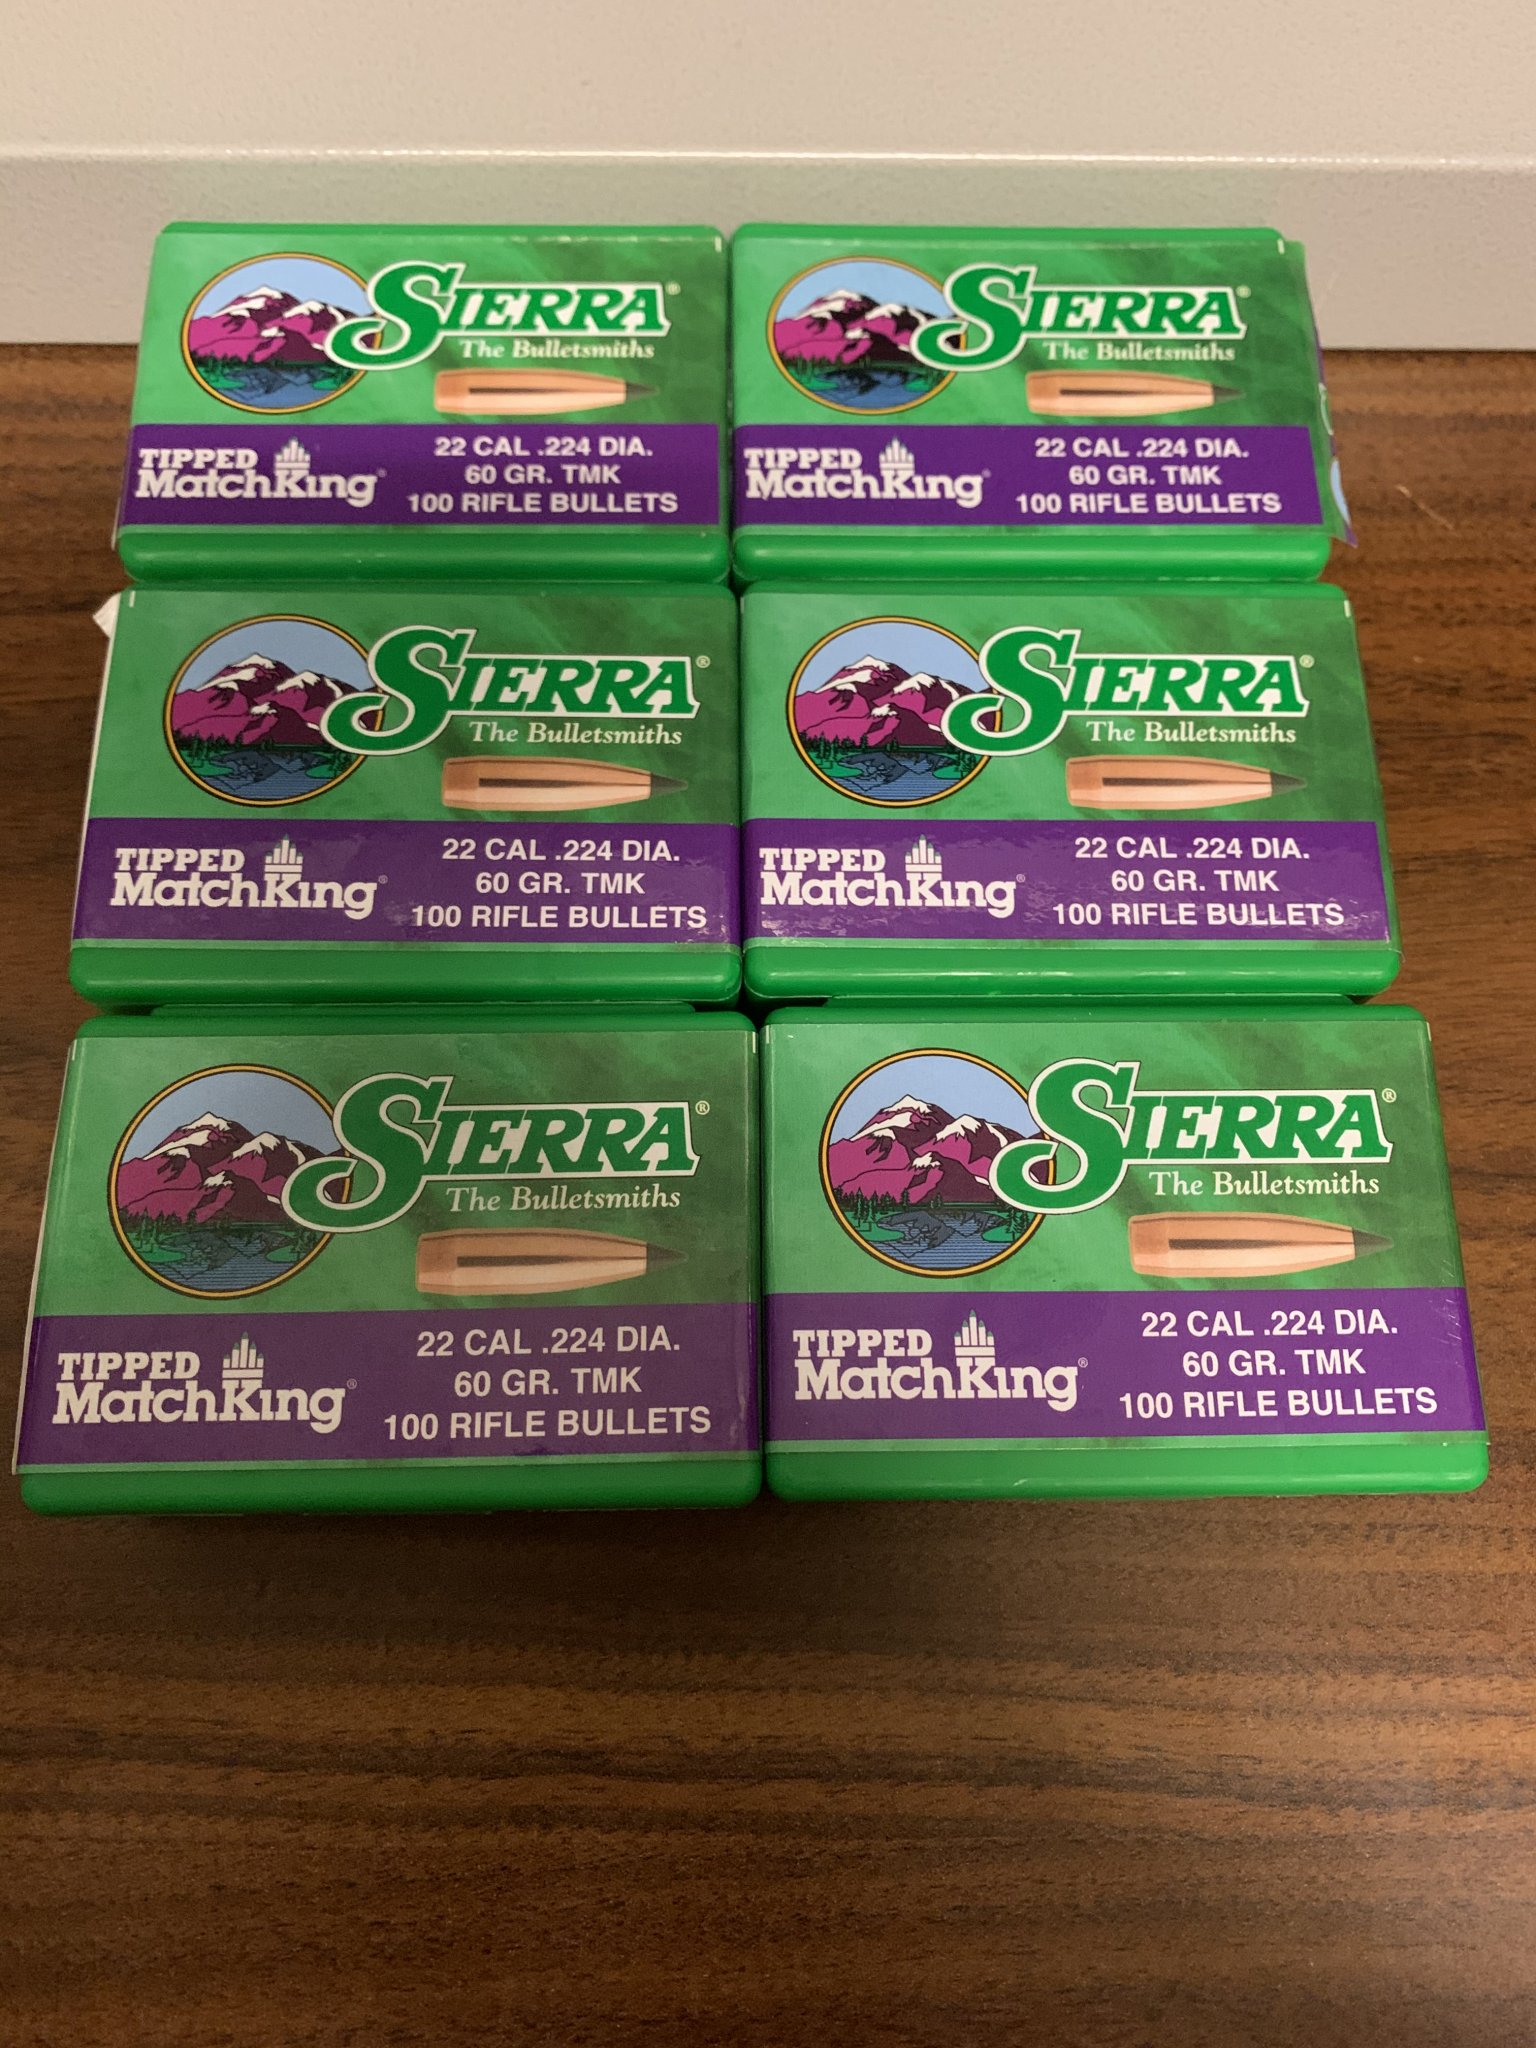 SIERRA®
The Bulletsmiths
TIPPED
MatchKing®
22 CAL .224 DIA.
60 GR. TMK
100 RIFLE BULLETS
SIERRA®
The Bulletsmiths
TIPPED
MatchKing®
22 CAL .224 DIA.
60 GR. TMK
100 RIFLE BULLETS
SIERRA®
The Bulletsmiths
TIPPED
MatchKing®
22 CAL .224 DIA.
60 GR. TMK
100 RIFLE BULLETS
SIERRA®
The Bulletsmiths
TIPPED
MatchKing®
22 CAL .224 DIA.
60 GR. TMK
100 RIFLE BULLETS
SIERRA®
The Bulletsmiths
TIPPED
MatchKing®
22 CAL .224 DIA.
60 GR. TMK
100 RIFLE BULLETS
SIERRA®
The Bulletsmiths
TIPPED
MatchKing®
22 CAL .224 DIA.
60 GR. TMK
100 RIFLE BULLETS